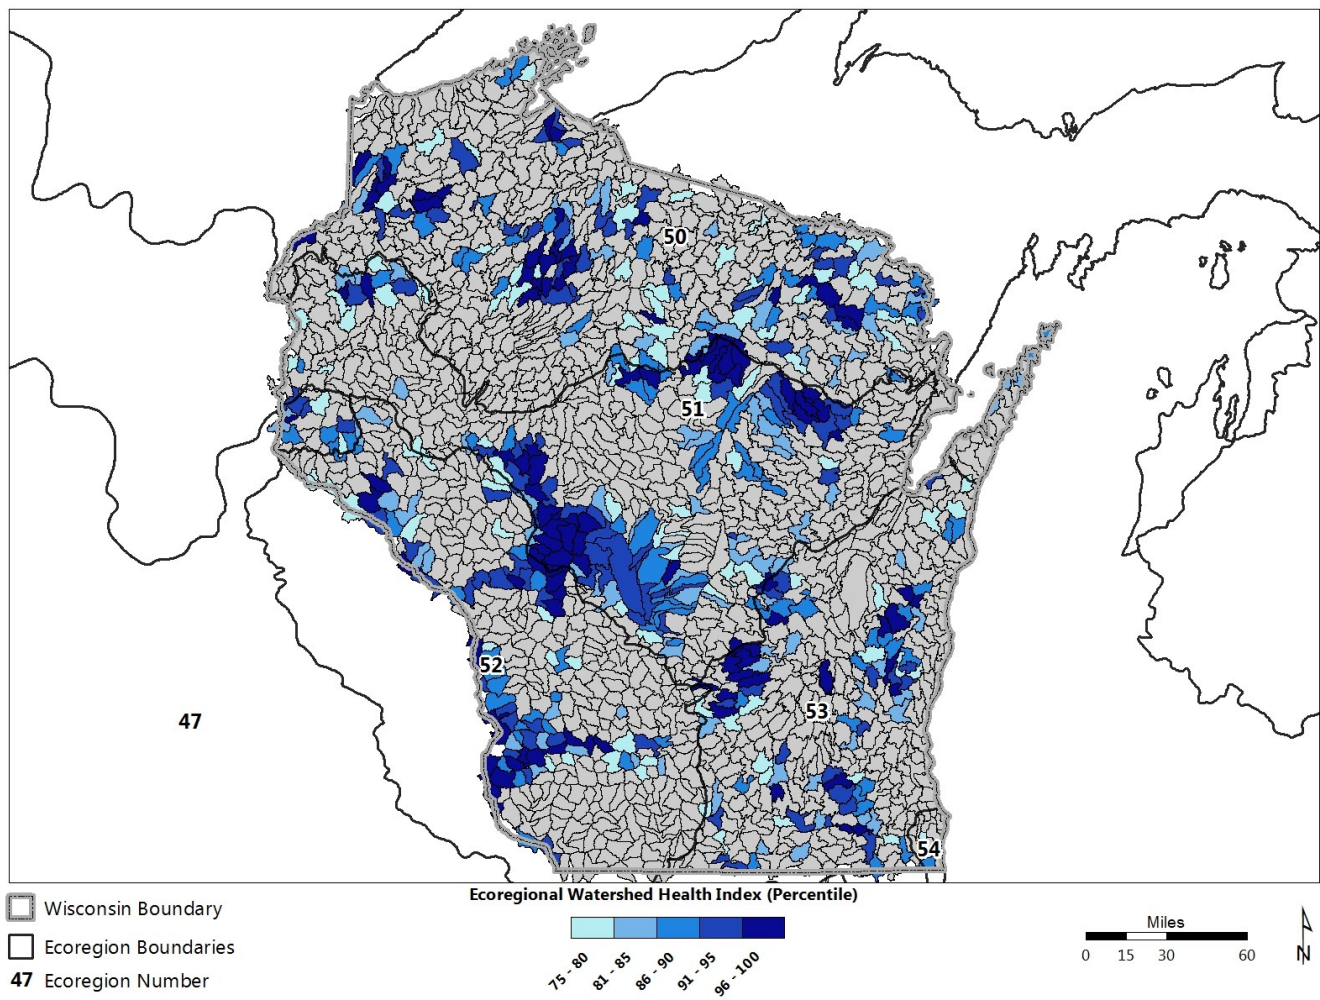 50
51
52
47
53
54
Ecoregional Watershed Health Index (Percentile)
Wisconsin Boundary
Ecoregion Boundaries
47 Ecoregion Number
75 - 80
81 - 85
86 - 90
91 - 95
96 - 100
Miles
0 15 30 60
N